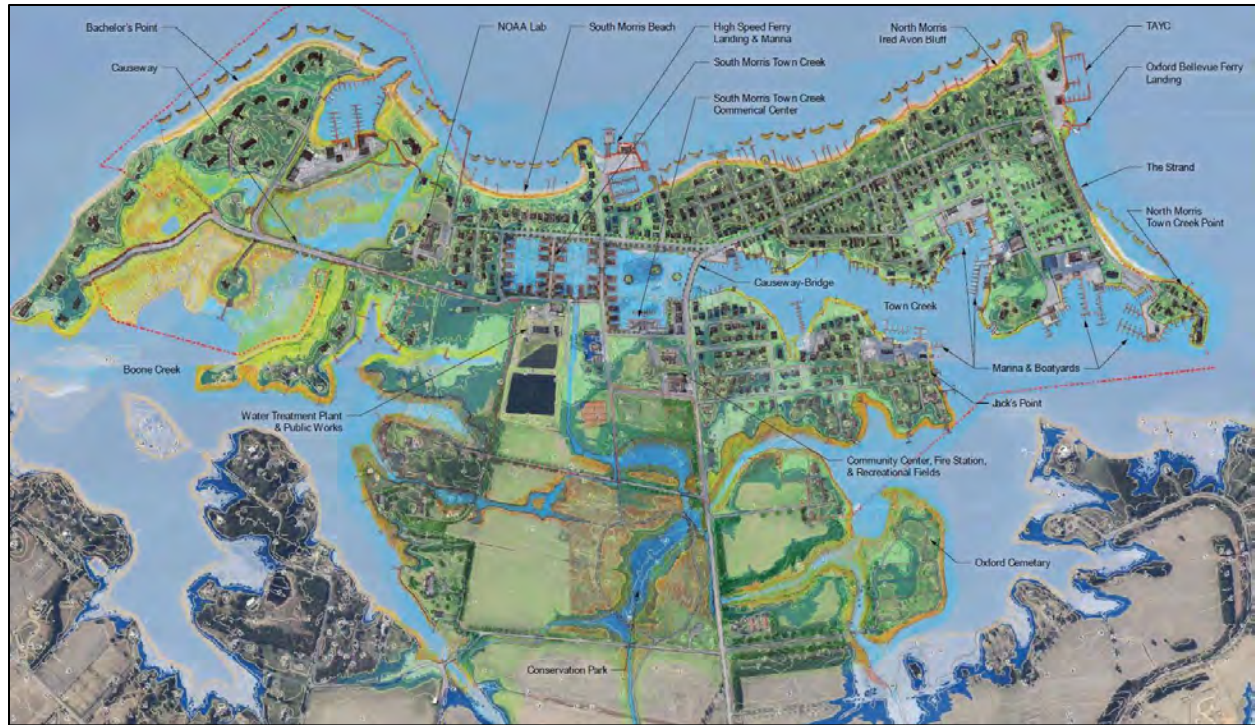 Bachelor's Point
Causeway
NOAA Lab
South Morris Beach
High Speed Ferry
Landing & Marina
South Morris Town Creek
South Morris Town Creek
Commerical Center
North Morris
Tred Avon Bluff
TAYC
Oxford Bellevue Ferry
Landing
The Strand
North Morris
Town Creek Point
Causeway-Bridge
Town Creek
Boone Creek
Marina & Boatyards
Jack's Point
Water Treatment Plant
& Public Works
Community Center, Fire Station,
& Recreational Fields
Oxford Cemetary
Conservation Park